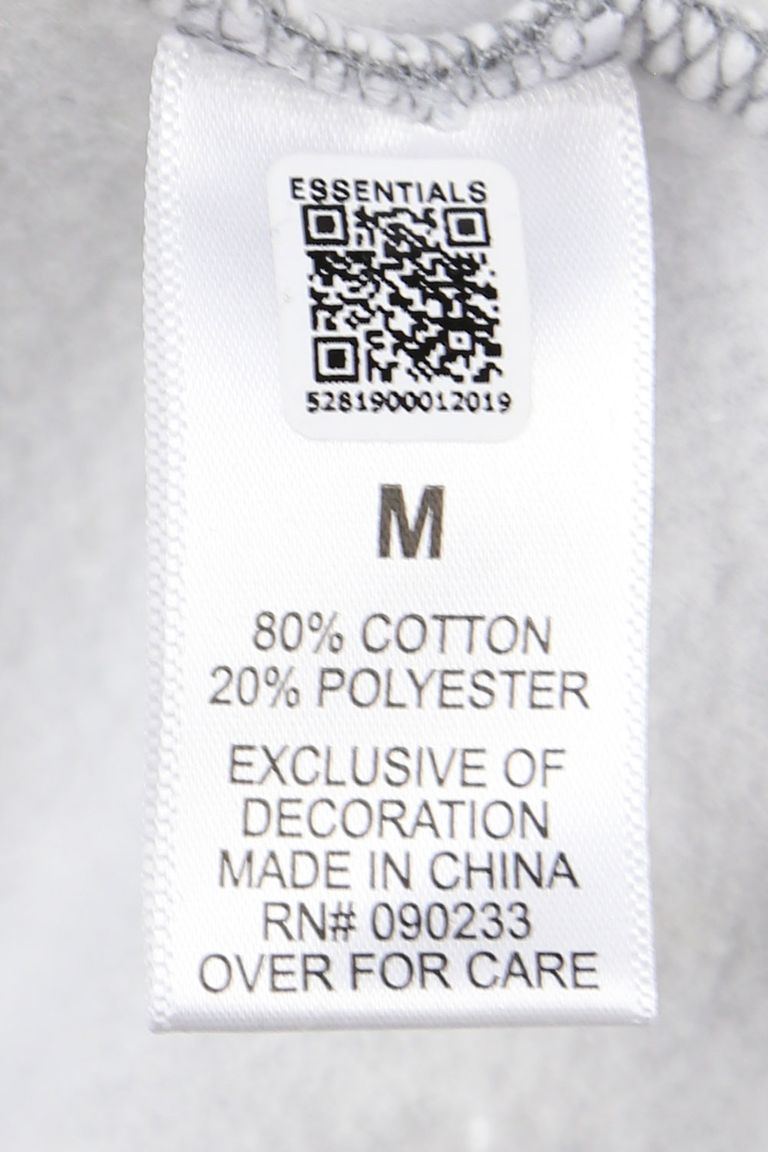 ESSENTIALS
5281900012019
M
80% COTTON
20% POLYESTER
EXCLUSIVE OF
DECORATION
MADE IN CHINA
RN# 090233
OVER FOR CARE